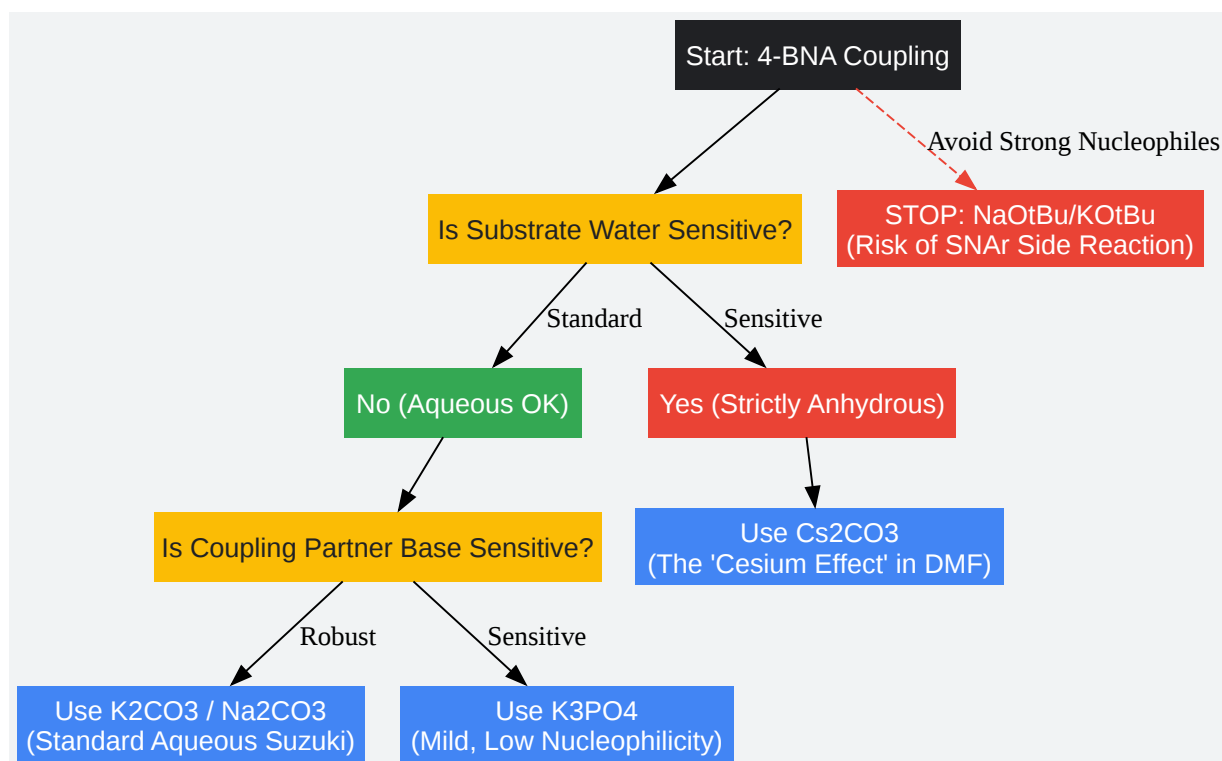 Start: 4-BNA Coupling
Avoid Strong Nucleophiles
STOP: NaOtBu/KOtBu
(Risk of SNAr Side Reaction)
Is Substrate Water Sensitive?
Standard
Sensitive
No (Aqueous OK)
Yes (Strictly Anhydrous)
Is Coupling Partner Base Sensitive?
Use Cs2CO3
(The 'Cesium Effect' in DMF)
Robust
Sensitive
Use K2CO3 / Na2CO3
(Standard Aqueous Suzuki)
Use K3PO4
(Mild, Low Nucleophilicity)